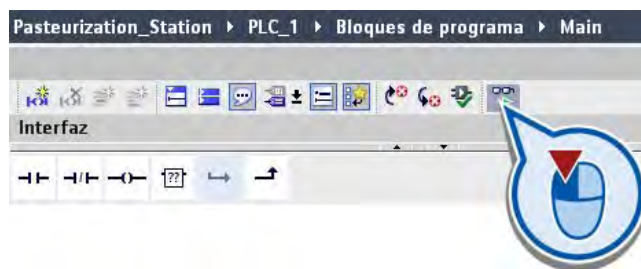 Pasteurization_Station ▸ PLC_1 ▸ Bloques de programa ▸ Main
Interfaz
??